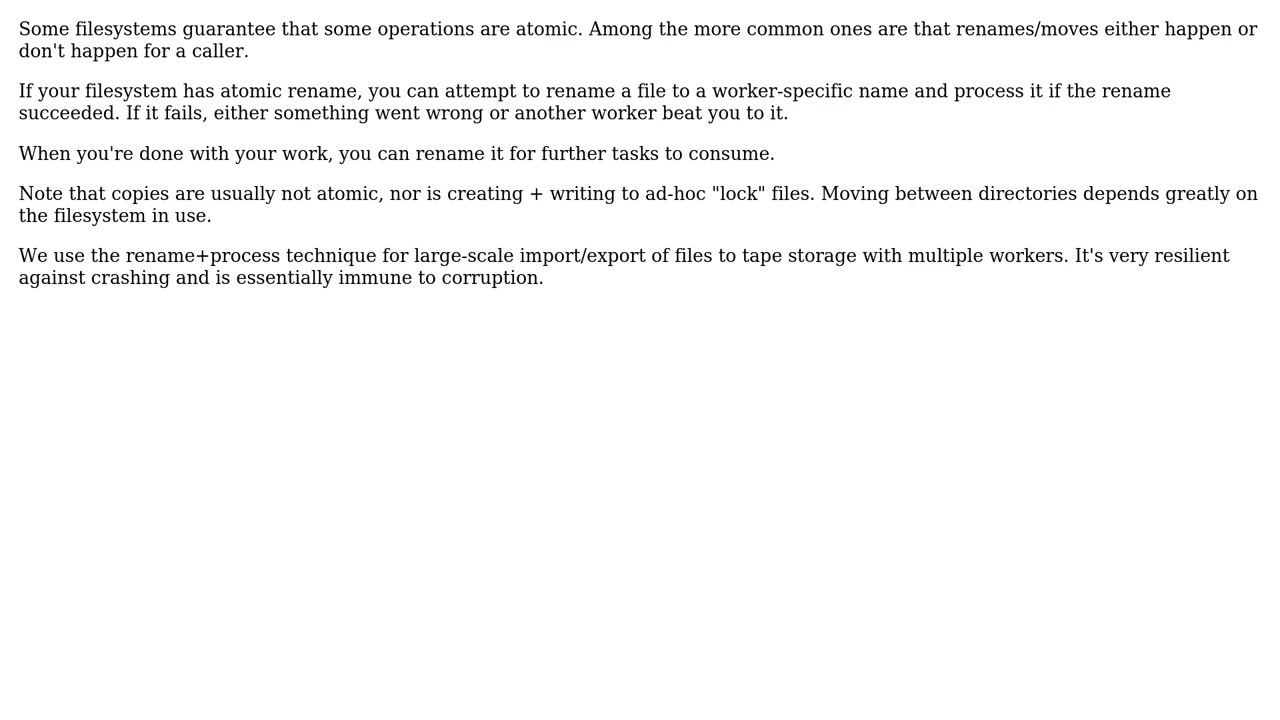 Some filesystems guarantee that some operations are atomic. Among the more common ones are that renames/moves either happen or
don't happen for a caller.
If your filesystem has atomic rename, you can attempt to rename a file to a worker-specific name and process it if the rename
succeeded. If it fails, either something went wrong or another worker beat you to it.
When you're done with your work, you can rename it for further tasks to consume.
Note that copies are usually not atomic, nor is creating + writing to ad-hoc "lock" files. Moving between directories depends greatly on
the filesystem in use.
We use the rename+process technique for large-scale import/export of files to tape storage with multiple workers. It's very resilient
against crashing and is essentially immune to corruption.